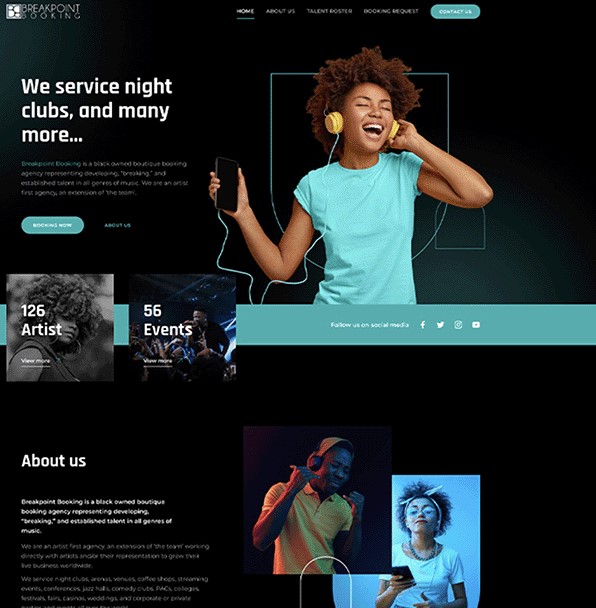 BREAKPOINT
BOOKING
HOME ABOUT US TALENT ROSTER BOOKING REQUEST CONTACT US
We service night
clubs, and many
more...
Breakpoint Booking is a black owned boutique booking
agency representing developing, "breaking," and
established talent in all genres of music. We are an artist
first agency, an extension of 'the team'.
BOOKING NOW ABOUT US
126
Artist
View more
56
Events
View more
Follow us on social media
About us
Breakpoint Booking is a black owned boutique
booking agency representing developing,
"breaking," and established talent in all genres of
music.
We are an artist first agency, an extension of 'the team' working
directly with artists and/or their representation to grow their
live business worldwide.
We service night clubs, arenas, venues, coffee shops, streaming
events, conferences, jazz halls, comedy clubs, PACs, colleges,
festivals, fairs, casinos, weddings, and corporate or private